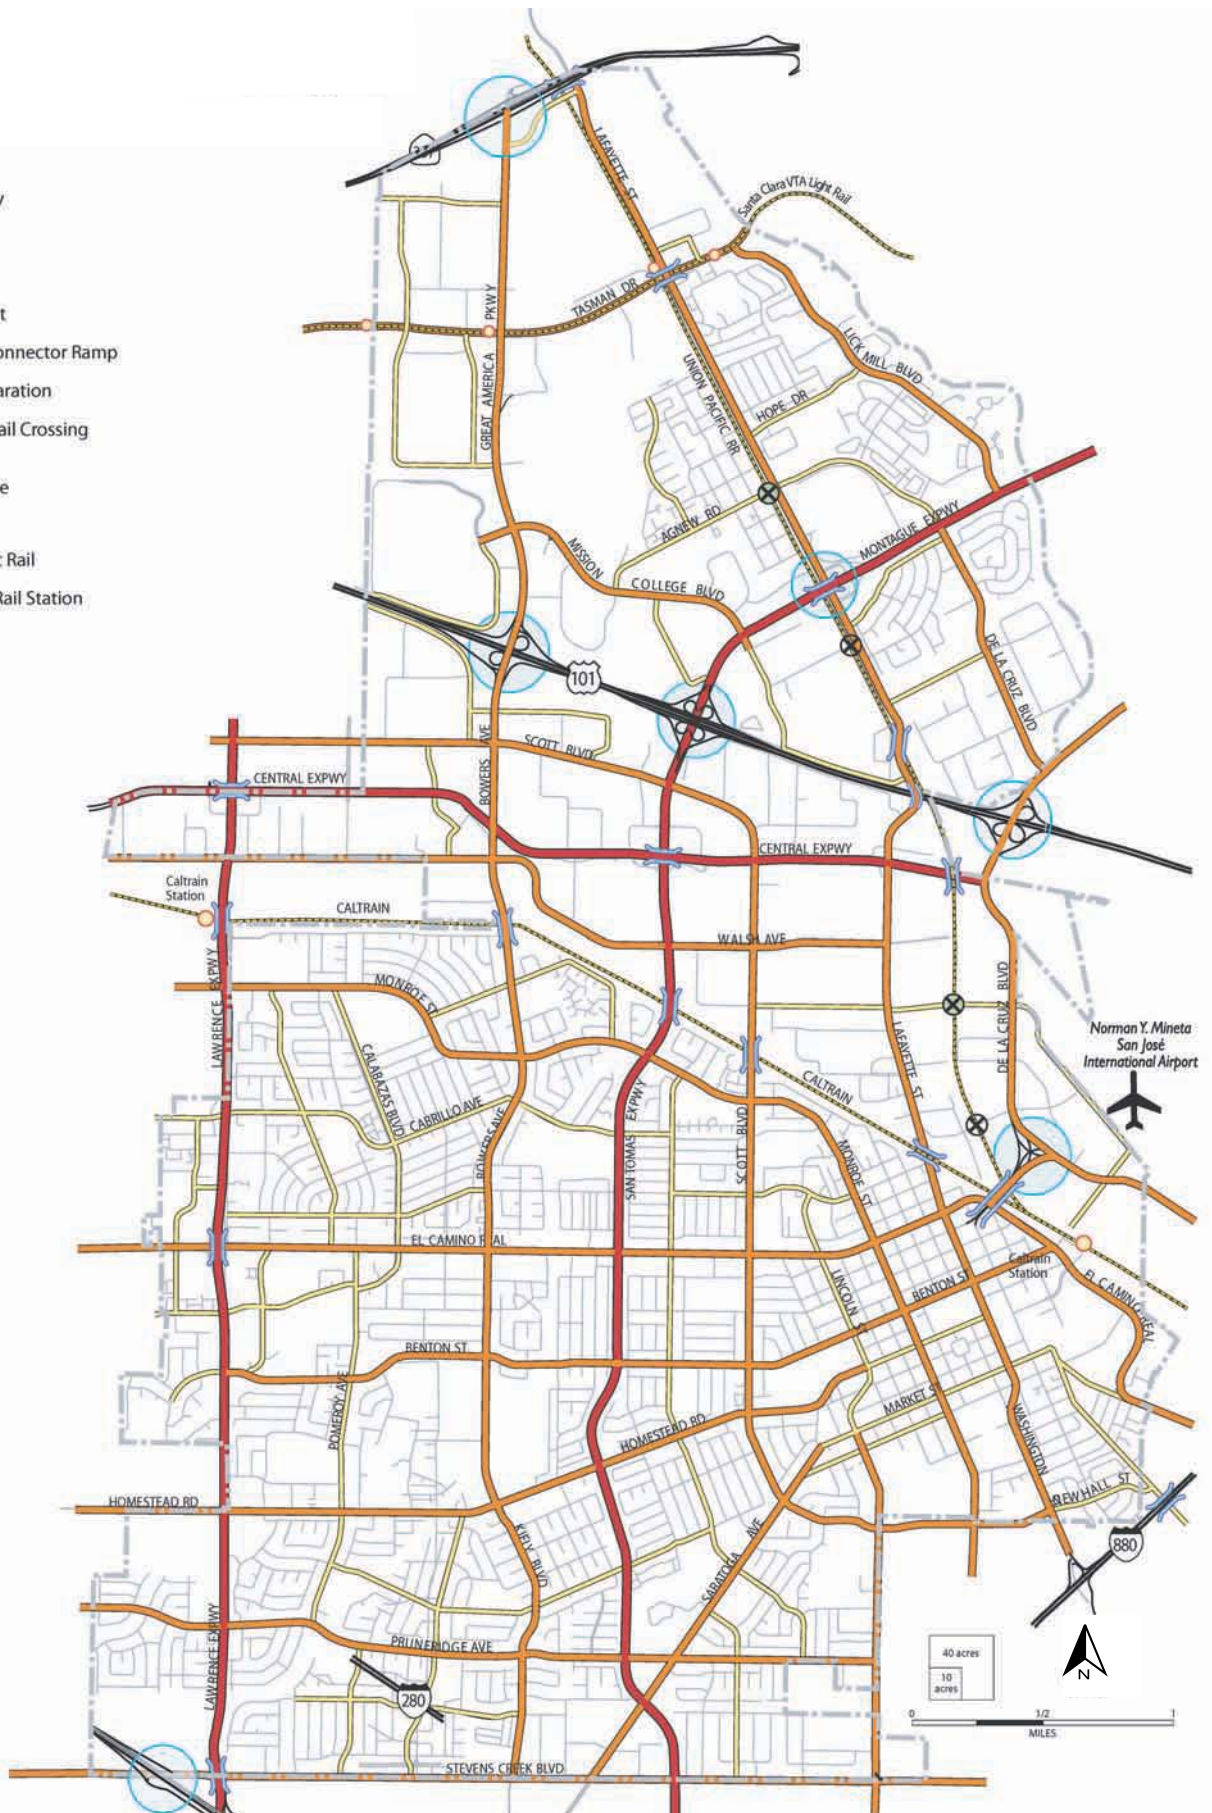 onnector Ramp
aration
ail Crossing
Rail
Rail Station
LAFAYETTE ST
Santa Clara VTA Light Rail
TASMAN DR
GREAT AMERICA PKWY
LICK MILL BLVD
UNION PACIFIC RR
HOPE DR
AGNEW RD
MONTAGUE EXPWY
MISSION COLLEGE BLVD
101
DE LA CRUZ BLVD
SCOTT BLVD
BOWERS AVE
CENTRAL EXPWY
CENTRAL EXPWY
Caltrain
Station
CALTRAIN
WALSH AVE
LAWRENCE EXPWY
MONROE ST
DE LA CRUZ BLVD
Norman Y. Mineta
San José
International Airport
LAFAYETTE ST
CALABAZAS BLVD
CALTRAIN
CABRILLO AVE
BOWERS AVE
SAN TOMAS EXPWY
SCOTT BLVD
MONROE ST
EL CAMINO REAL
Caltrain
Station
BENTON ST
LINCOLN ST
EL CAMINO REAL
BENTON ST
POMEROY AVE
MARKET ST
HOMESTEAD RD
WASHINGTON
NEWHALL ST
HOMESTEAD RD
KIELY BLVD
SARATOGA AVE
880
LAWRENCE EXPWY
PRUNERIDGE AVE
280
40 acres
10
acres
N
0 1/2 1
MILES
STEVENS CREEK BLVD